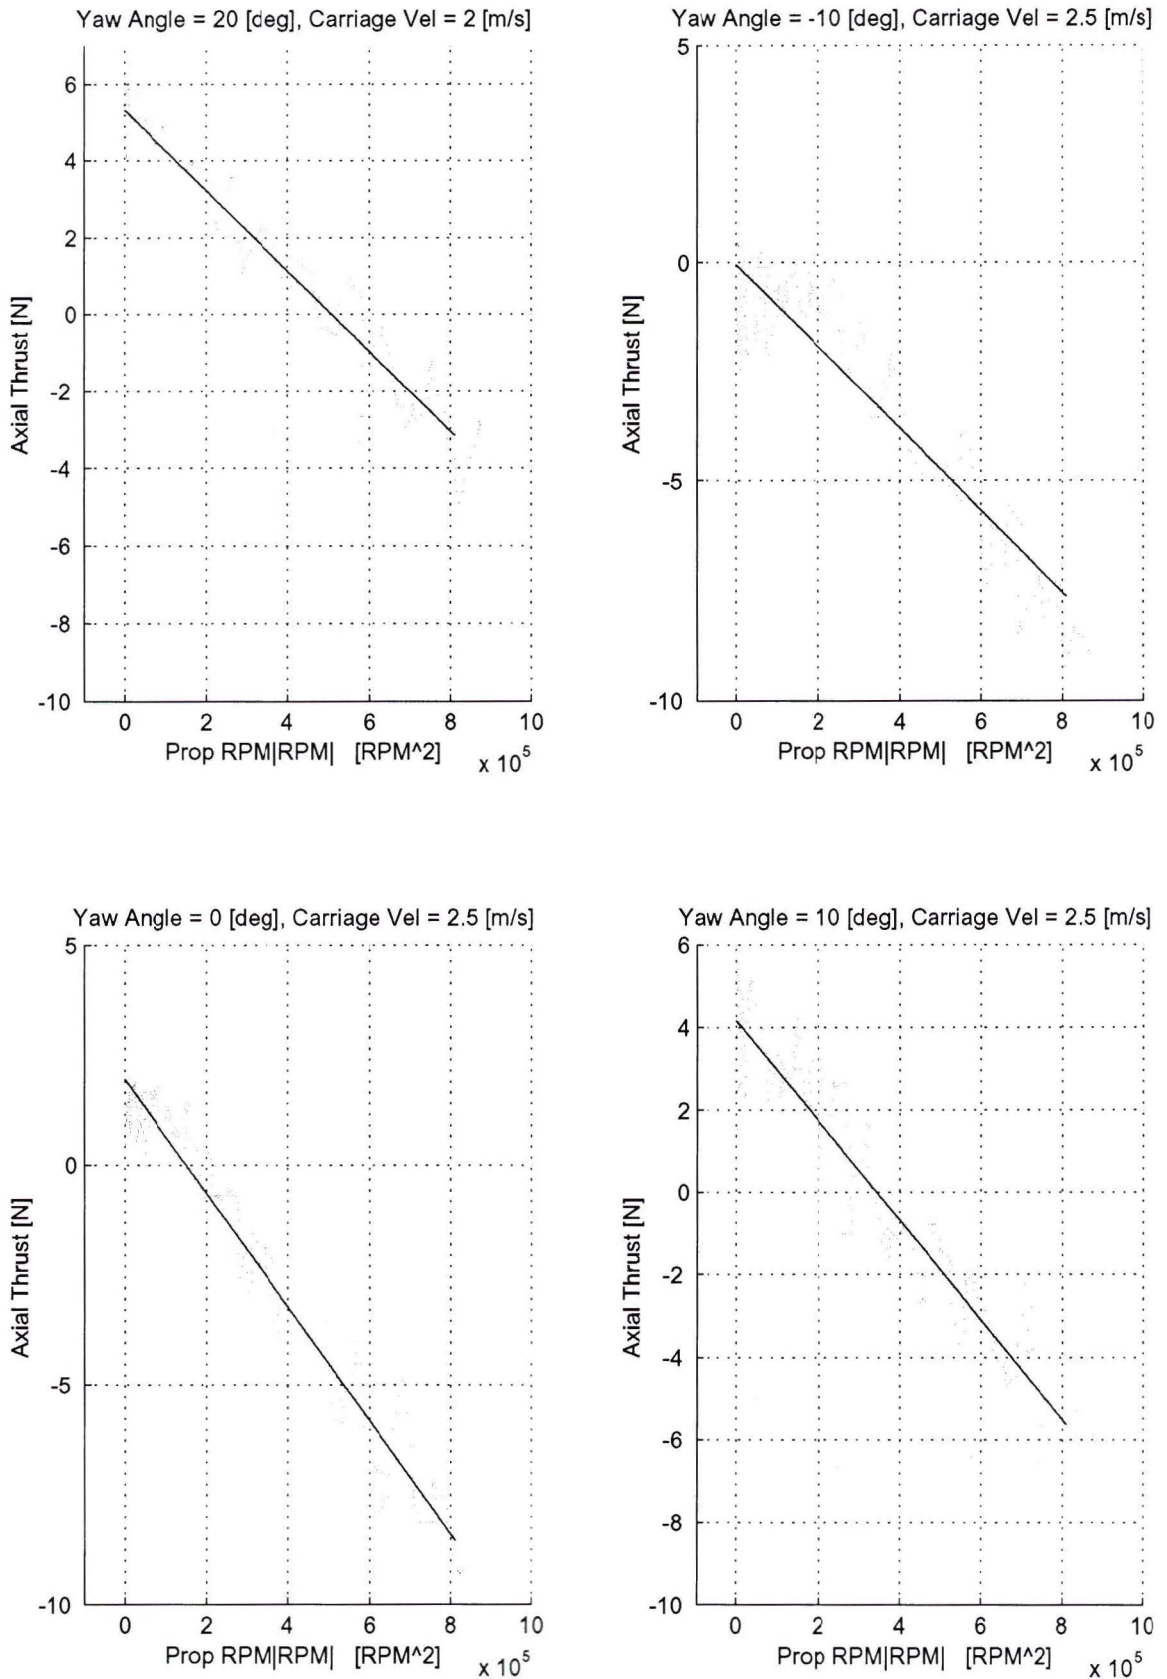 Yaw Angle = 20 [deg], Carriage Vel = 2 [m/s]
6
4
2
0
-2
-4
-6
-8
-10
Axial Thrust [N]
0 2 4 6 8 10
Prop RPM|RPM| [RPM^2]
x 10^5
Yaw Angle = -10 [deg], Carriage Vel = 2.5 [m/s]
5
0
-5
-10
Axial Thrust [N]
0 2 4 6 8 10
Prop RPM|RPM| [RPM^2]
x 10^5
Yaw Angle = 0 [deg], Carriage Vel = 2.5 [m/s]
5
0
-5
-10
Axial Thrust [N]
0 2 4 6 8 10
Prop RPM|RPM| [RPM^2]
x 10^5
Yaw Angle = 10 [deg], Carriage Vel = 2.5 [m/s]
6
4
2
0
-2
-4
-6
-8
-10
Axial Thrust [N]
0 2 4 6 8 10
Prop RPM|RPM| [RPM^2]
x 10^5